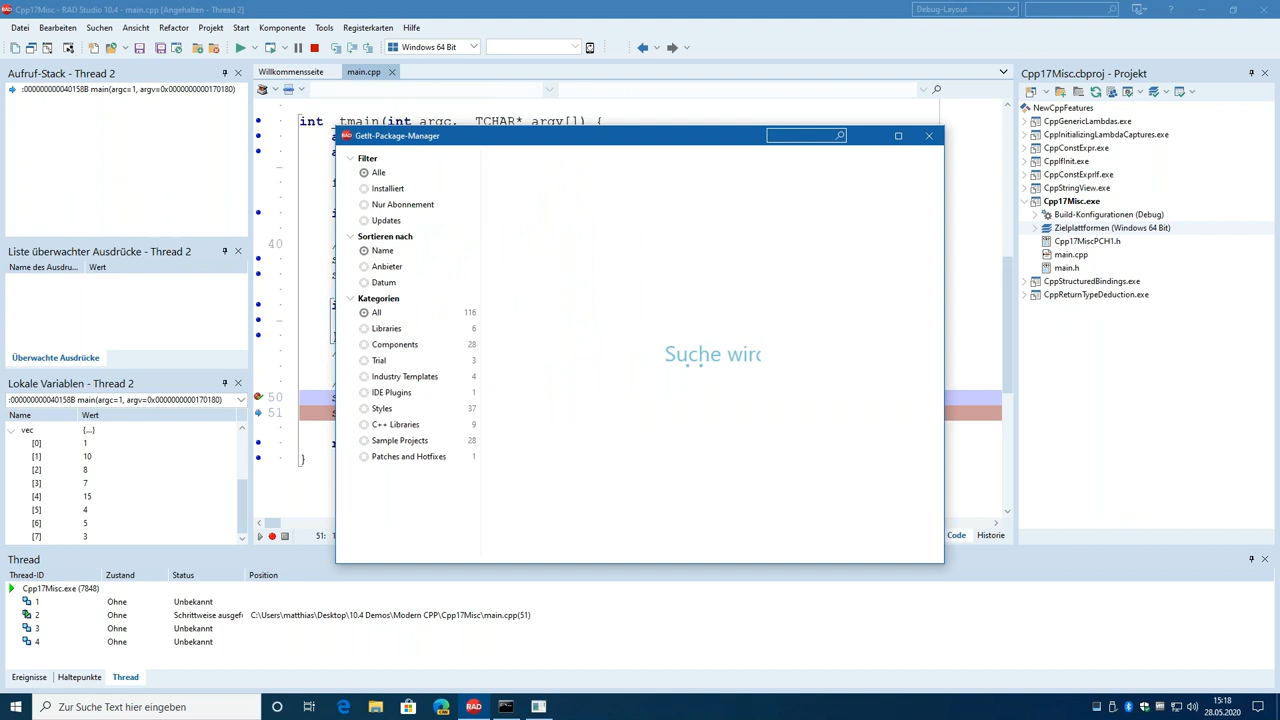 Cpp17Misc - RAD Studio 10.4 - main.cpp [Angehalten - Thread 2]
Debug-Layout
Datei Bearbeiten Suchen Ansicht Refactor Projekt Start Komponente Tools Registerkarten Hilfe
Windows 64 Bit
Aufruf-Stack - Thread 2
:000000000040158B main(argc=1, argv=0x0000000000170180)
Liste überwachter Ausdrücke - Thread 2
Name des Ausdru... Wert
Überwachte Ausdrücke
Lokale Variablen - Thread 2
:000000000040158B main(argc=1, argv=0x0000000000170180)
Name Wert
vec {...}
[0] 1
[1] 10
[2] 8
[3] 7
[4] 15
[5] 4
[6] 5
[7] 3
Willkommensseite main.cpp
int _tmain(int argc, _TCHAR* argv[]) {
40
50
51
}
51:
Code Historie
RAD GetIt-Package-Manager
Filter
Alle
Installiert
Nur Abonnement
Updates
Sortieren nach
Name
Anbieter
Datum
Kategorien
All 116
Libraries 6
Components 28
Trial 3
Industry Templates 4
IDE Plugins 1
Styles 37
C++ Libraries 9
Sample Projects 28
Patches and Hotfixes 1
Suche wird
Cpp17Misc.cbproj - Projekt
NewCppFeatures
CppGenericLambdas.exe
CppInitializingLambdaCaptures.exe
CppConstExpr.exe
CppIfInit.exe
CppConstExprIf.exe
CppStringView.exe
Cpp17Misc.exe
Build-Konfigurationen (Debug)
Zielplattformen (Windows 64 Bit)
Cpp17MiscPCH1.h
main.cpp
main.h
CppStructuredBindings.exe
CppReturnTypeDeduction.exe
Thread
Thread-ID Zustand Status Position
Cpp17Misc.exe (7848)
1 Ohne Unbekannt
2 Ohne Schrittweise ausgef C:\Users\matthias\Desktop\10.4 Demos\Modern CPP\Cpp17Misc\main.cpp(51)
3 Ohne Unbekannt
4 Ohne Unbekannt
Ereignisse Haltepunkte Thread
Zur Suche Text hier eingeben
RAD
15:18
28.05.2020